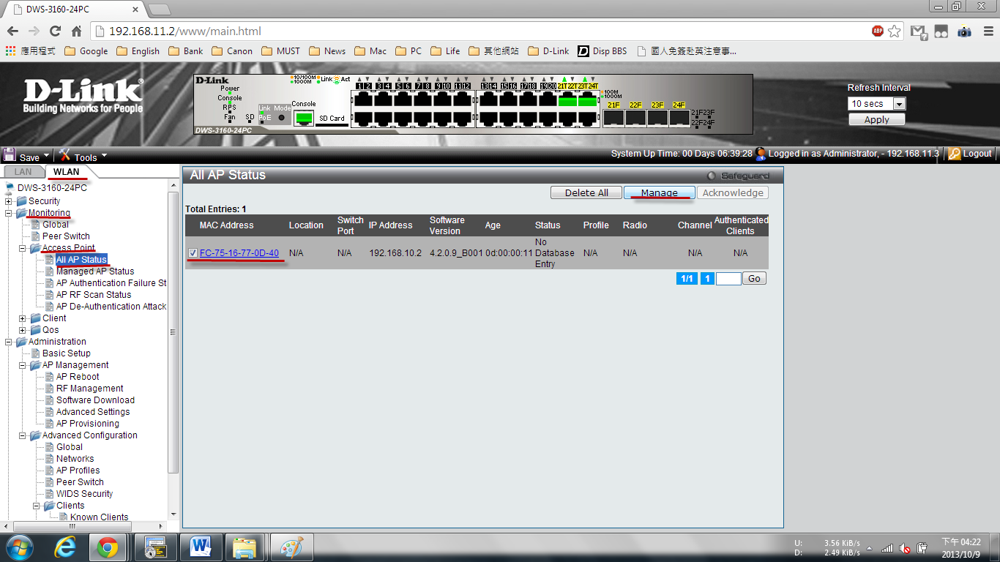 DWS-3160-24PC
192.168.11.2/www/main.html
ABP
應用程式 Google English Bank Canon MUST News Mac PC Life 其他網站 D-Link Disp BBS 國人免簽赴英注意事...
D-Link
Building Networks for People
D-Link
Power
Console
RPS
Fan
SD
Link Mode
PoE
10/100M
1000M
Link
Act
Console
SD Card
DWS-3160-24PC
1 2 3 4 5 6 7 8 9 10 11 12 13 14 15 16 17 18 19 20 21T 22T 23T 24T
100M
1000M
21F 22F 23F 24F
21F 23F
22F 24F
Refresh Interval
10 secs
Apply
Save Tools
System Up Time: 00 Days 06:39:28 Logged in as Administrator, - 192.168.11.3 Logout
LAN WLAN
DWS-3160-24PC
Security
Monitoring
Global
Peer Switch
Access Point
All AP Status
Managed AP Status
AP Authentication Failure St
AP RF Scan Status
AP De-Authentication Attack
Client
Qos
Administration
Basic Setup
AP Management
AP Reboot
RF Management
Software Download
Advanced Settings
AP Provisioning
Advanced Configuration
Global
Networks
AP Profiles
Peer Switch
WIDS Security
Clients
Known Clients
All AP Status
Safeguard
Delete All Manage Acknowledge
Total Entries: 1
MAC Address Location Switch Port IP Address Software Version Age Status Profile Radio Channel Authenticated Clients
FC-75-16-77-0D-40 N/A N/A 192.168.10.2 4.2.0.9_B001 0d:00:00:11 No Database Entry N/A N/A N/A N/A
1/1 1 Go
U: 3.56 KiB/s
D: 2.49 KiB/s
下午 04:22
2013/10/9